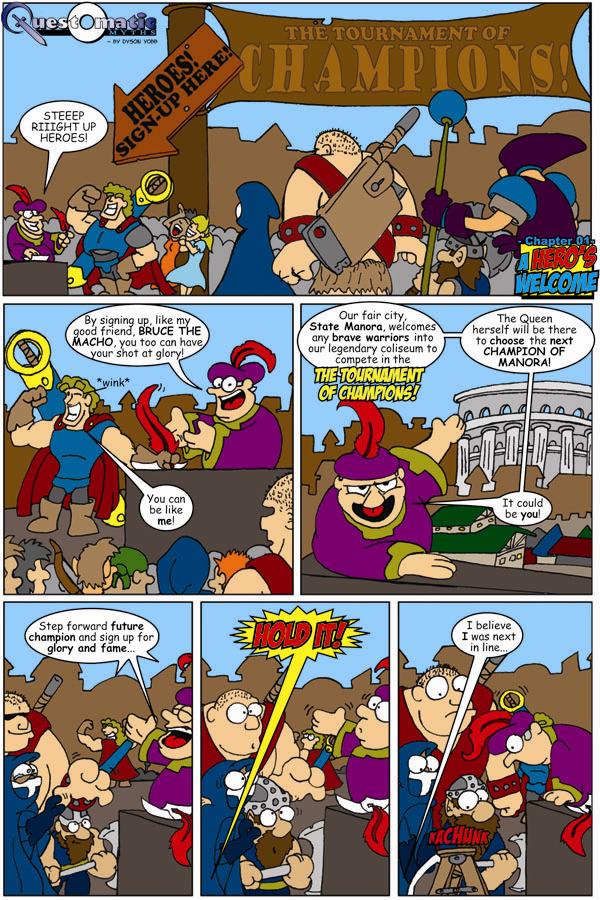 QuestOmatic
MYTHS
- BY DYSON YOBB
THE TOURNAMENT OF
CHAMPIONS!
HEROES!
SIGN-UP HERE!
STEEEP
RIIIGHT UP
HEROES!
- Chapter 01-
A HERO'S
WELCOME
By signing up, like my
good friend, BRUCE THE
MACHO, you too can have
your shot at glory!
*wink*
You can
be like
me!
Our fair city,
State Manora, welcomes
any brave warriors into
our legendary coliseum to
compete in the
THE TOURNAMENT
OF CHAMPIONS!
The Queen
herself will be there
to choose the next
CHAMPION OF
MANORA!
It could
be you!
Step forward future
champion and sign up for
glory and fame...
HOLD IT!
I believe
I was next
in line...
NACHUNK